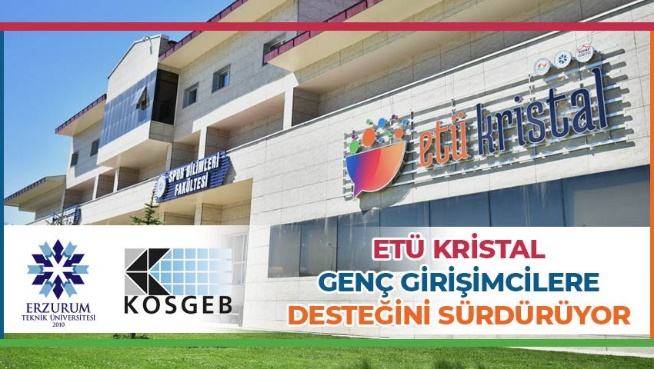 etü kristal
SPOR BİLİMLERİ
FAKÜLTESİ
ERZURUM
TEKNİK ÜNİVERSİTESİ
2010
KOSGEB
ETÜ KRİSTAL
GENÇ GİRİŞİMCİLERE
DESTEĞİNİ SÜRDÜRÜYOR